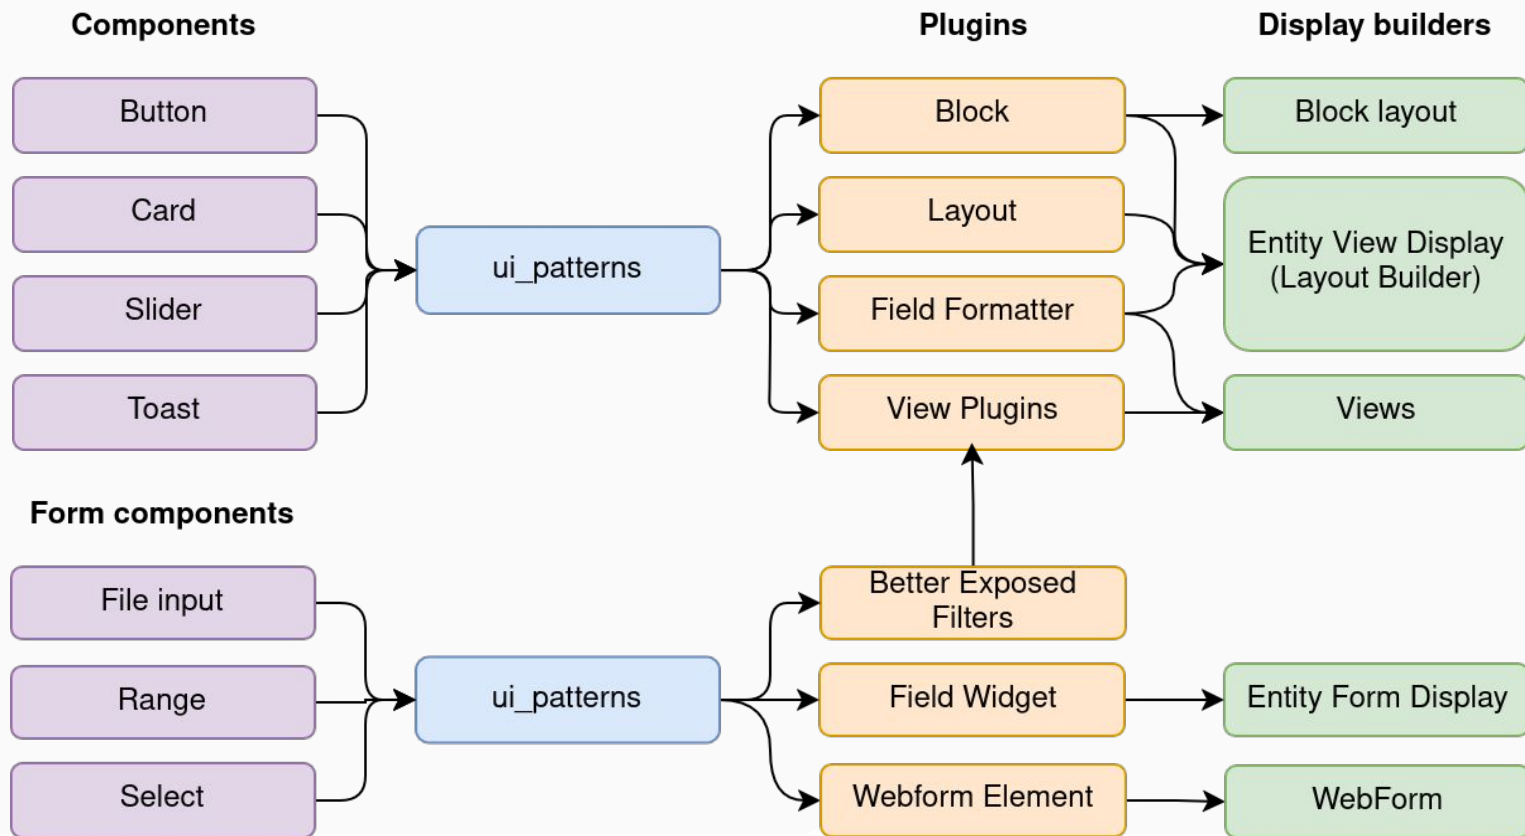 Components
Plugins
Display builders
Button
Block
Block layout
Card
Layout
Entity View Display
(Layout Builder)
ui_patterns
Slider
Field Formatter
Toast
View Plugins
Views
Form components
File input
Better Exposed
Filters
Range
ui_patterns
Field Widget
Entity Form Display
Select
Webform Element
WebForm